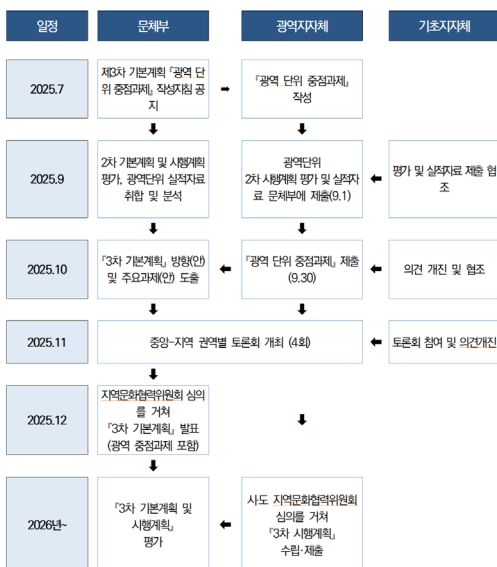 일정
문체부
광역지자체
기초지자체
2025.7
제3차 기본계획 『광역 단
위 중점과제』 작성지침 공
지
➡
『광역 단위 중점과제』
작성
⬇
⬇
2025.9
2차 기본계획 및 시행계획
평가, 광역단위 실적자료
취합 및 분석
광역단위
2차 시행계획 평가 및 실적자
료 문체부에 제출(9.1)
⬅
평가 및 실적자료 제출 협
조
⬇
⬇
2025.10
『3차 기본계획』 방향(안)
및 주요과제(안) 도출
⬅
『광역 단위 중점과제』 제출
(9.30)
⬅
의견 개진 및 협조
⬇
⬇
2025.11
중앙-지역 권역별 토론회 개최 (4회)
⬅
토론회 참여 및 의견개진
⬇
2025.12
지역문화협력위원회 심의
를 거쳐
『3차 기본계획』 발표
(광역 중점과제 포함)
⬇
⬇
2026년~
『3차 기본계획 및
시행계획』
평가
⬅
시도 지역문화협력위원회
심의를 거쳐
『3차 시행계획』
수립·제출